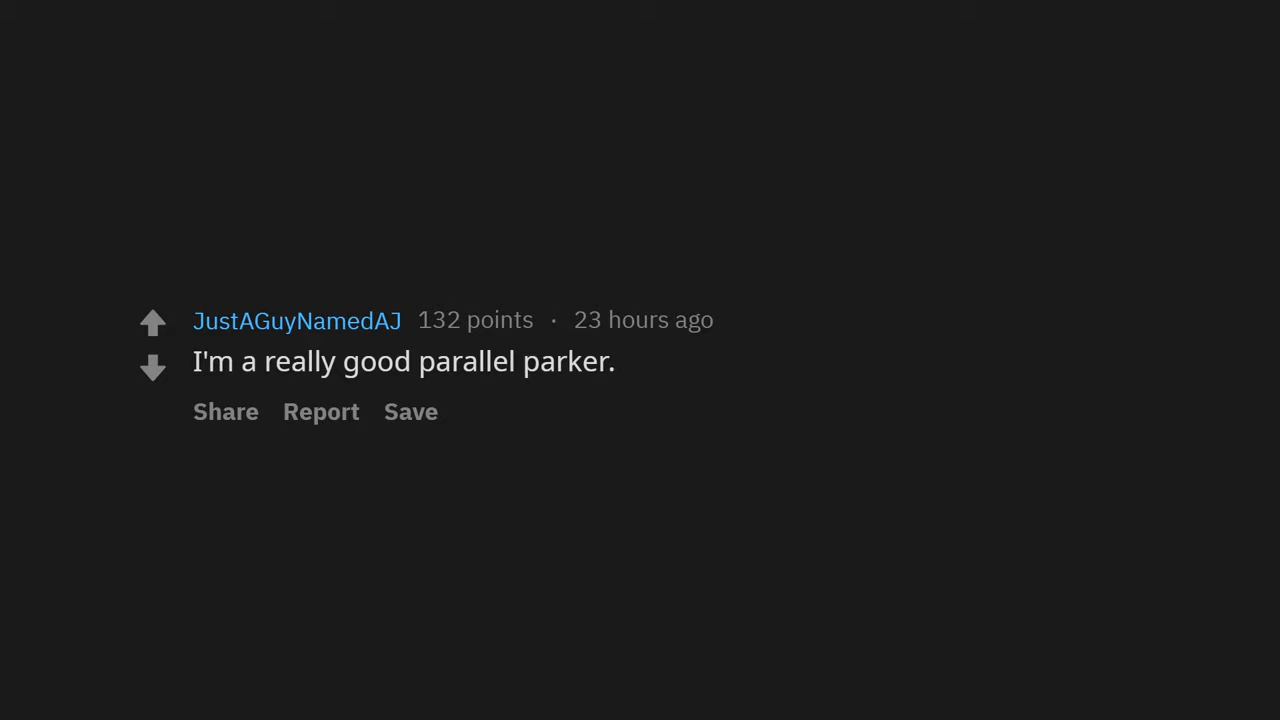 JustAGuyNamedAJ 132 points · 23 hours ago
I'm a really good parallel parker.
Share Report Save